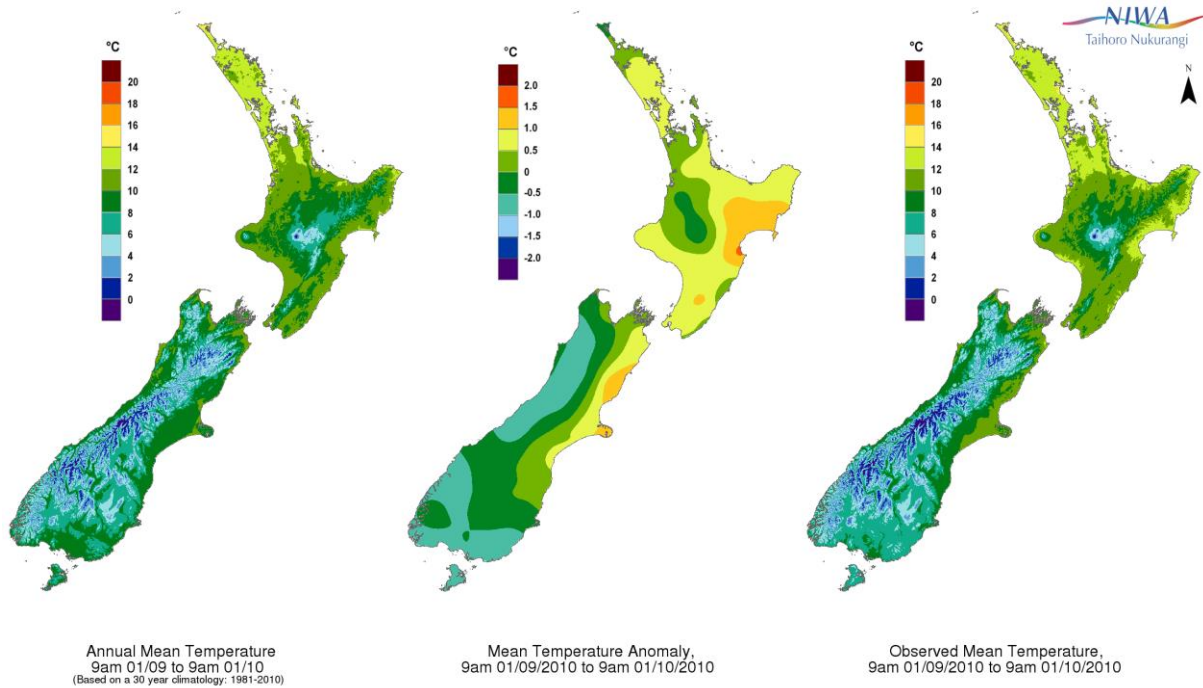 NIWA
Taihoro Nukurangi
N
°C
20
18
16
14
12
10
8
6
4
2
0
°C
2.0
1.5
1.0
0.5
0
-0.5
-1.0
-1.5
-2.0
°C
20
18
16
14
12
10
8
6
4
2
0
Annual Mean Temperature
9am 01/09 to 9am 01/10
(Based on a 30 year climatology: 1981-2010)
Mean Temperature Anomaly,
9am 01/09/2010 to 9am 01/10/2010
Observed Mean Temperature,
9am 01/09/2010 to 9am 01/10/2010